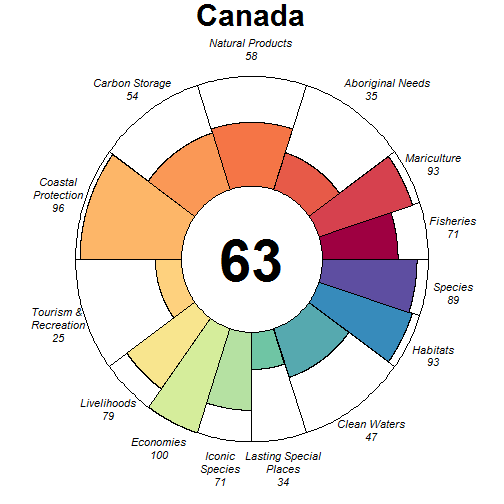 Canada
Natural Products
58
Carbon Storage
54
Aboriginal Needs
35
Mariculture
93
Coastal
Protection
96
Fisheries
71
63
Species
89
Tourism &
Recreation
25
Habitats
93
Livelihoods
79
Clean Waters
47
Economies
100
Iconic
Species
71
Lasting Special
Places
34